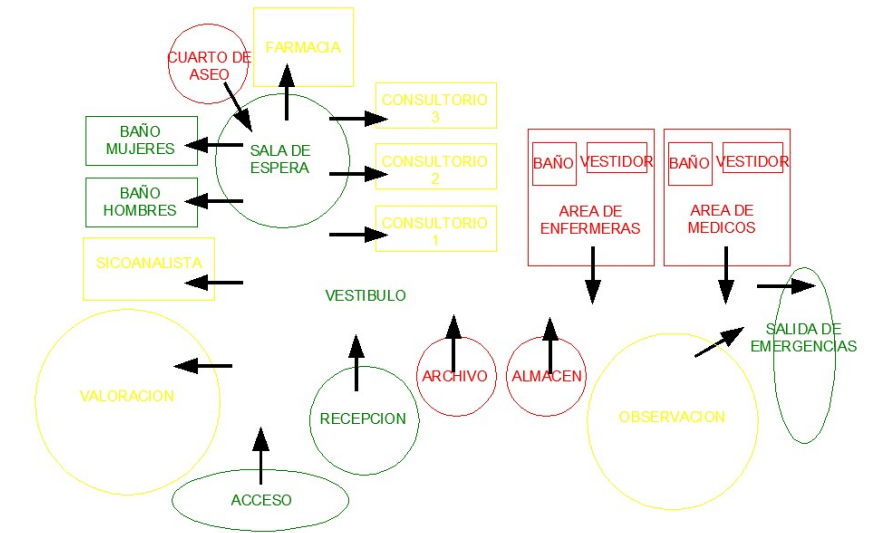 CUARTO DE
ASEO
FARMACIA
CONSULTORIO
3
BAÑO
MUJERES
SALA DE
ESPERA
CONSULTORIO
2
BAÑO
HOMBRES
CONSULTORIO
1
BAÑO
VESTIDOR
AREA DE
ENFERMERAS
BAÑO
VESTIDOR
AREA DE
MEDICOS
SICOANALISTA
VESTIBULO
SALIDA DE
EMERGENCIAS
VALORACION
RECEPCION
ARCHIVO
ALMACEN
OBSERVACION
ACCESO